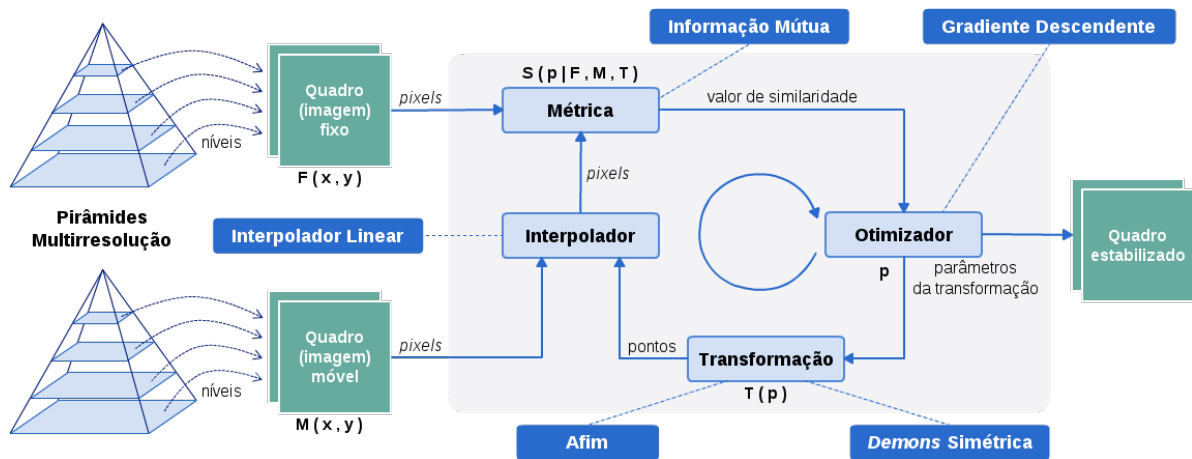 Informação Mútua
Gradiente Descendente
S ( p | F , M , T )
Quadro
(imagem)
fixo
pixels
Métrica
valor de similaridade
níveis
F ( x , y )
pixels
Pirâmides
Multirresolução
Interpolador Linear
Interpolador
Otimizador
Quadro
estabilizado
p
parâmetros
da transformação
Quadro
(imagem)
móvel
pixels
pontos
Transformação
níveis
T ( p )
M ( x , y )
Afim
Demons Simétrica